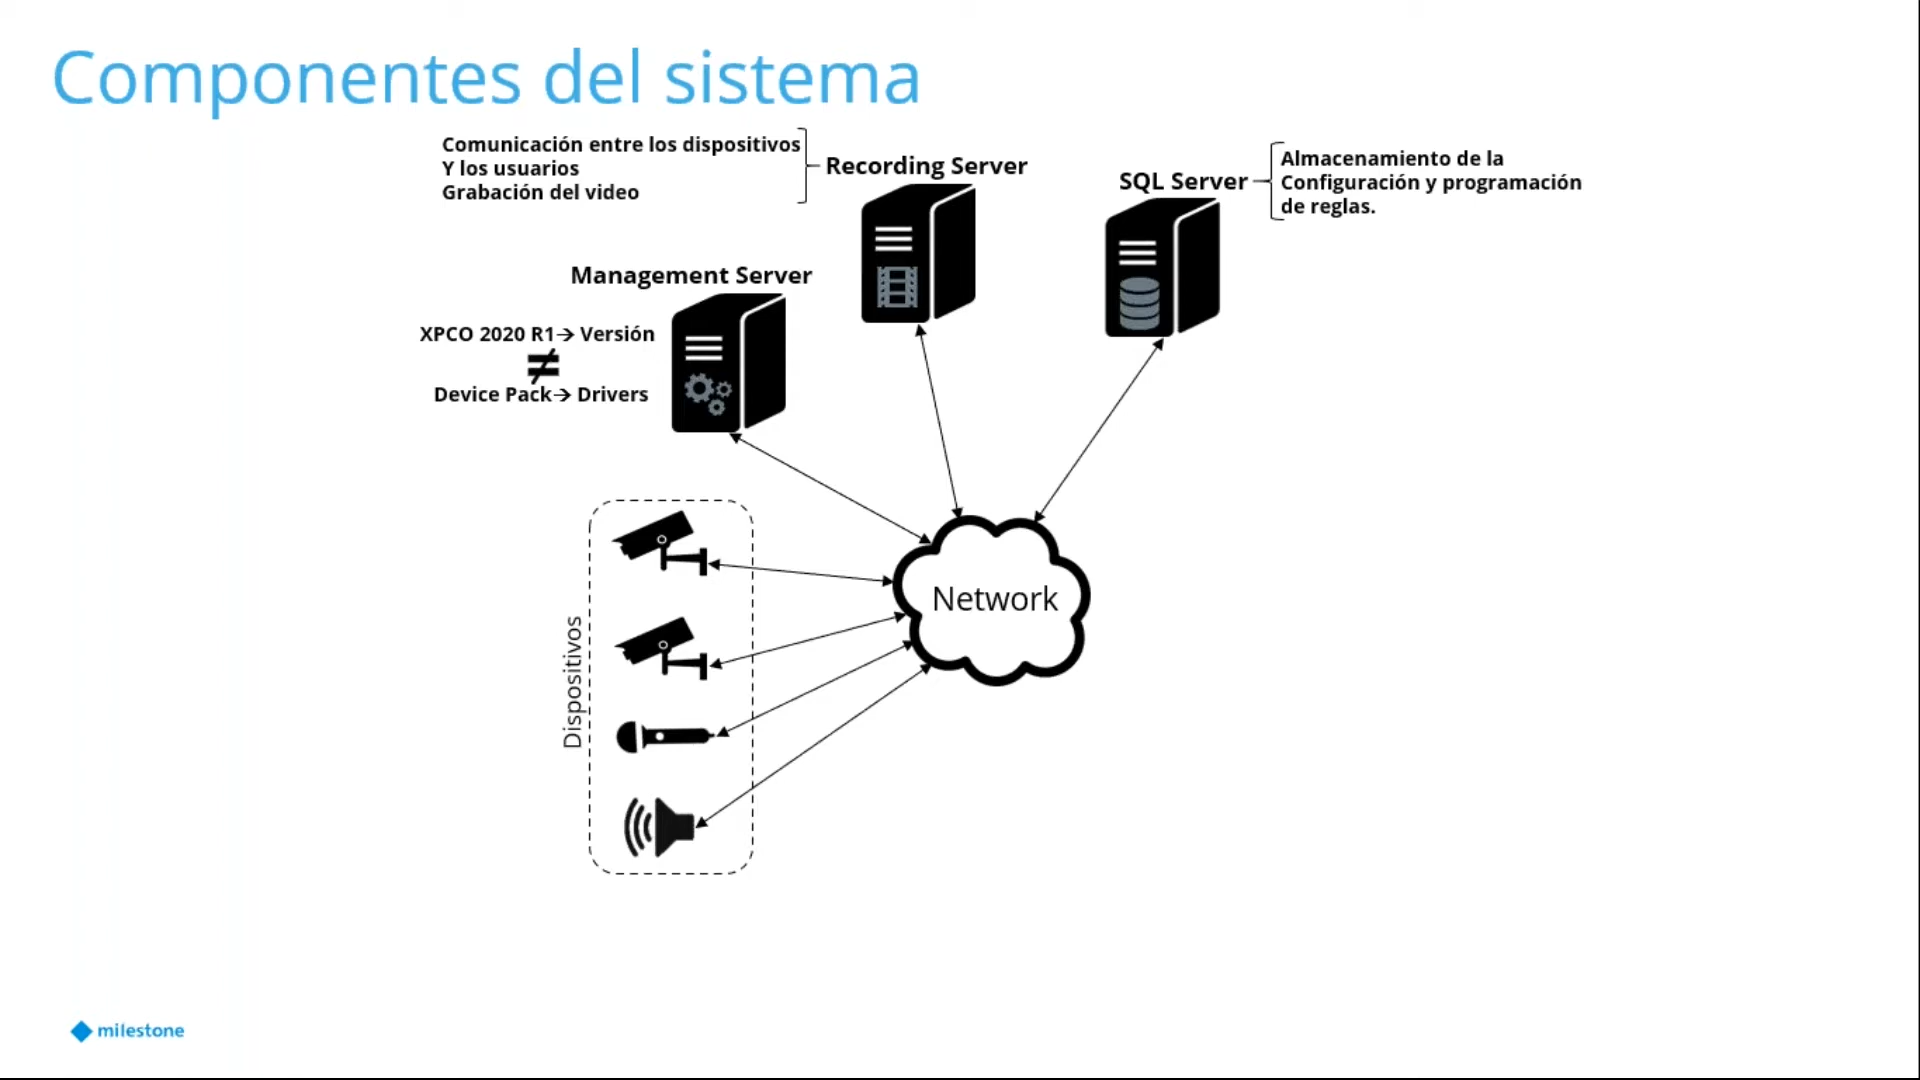 Componentes del sistema
Comunicación entre los dispositivos
Y los usuarios
Grabación del video
Recording Server
SQL Server
Almacenamiento de la
Configuración y programación
de reglas.
Management Server
XPCO 2020 R1→ Versión
≠
Device Pack→ Drivers
Dispositivos
Network
milestone